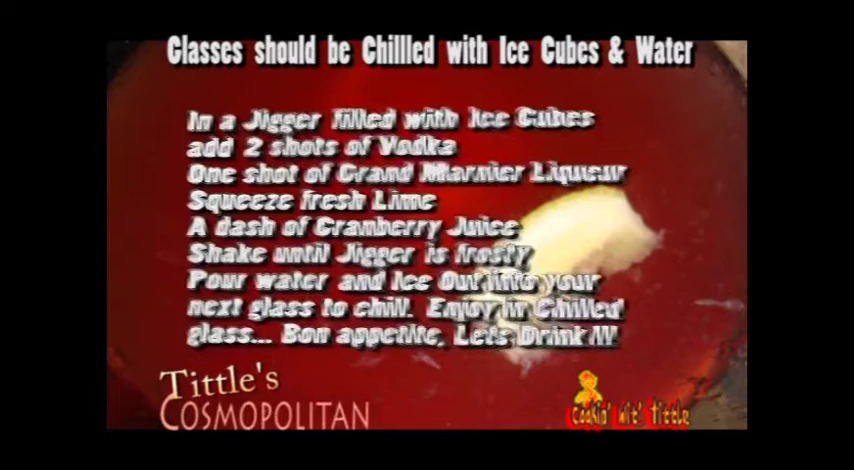 Glasses should be Chillled with Ice Cubes & Water
In a Jigger filled with Ice Cubes
add 2 shots of Vodka
One shot of Grand Marnier Liqueur
Squeeze fresh Lime
A dash of Cranberry Juice
Shake until Jigger is frosty
Pour water and Ice Out into your
next glass to chill. Enjoy in Chilled
glass... Bon appetite, Lets Drink!!!
Tittle's
COSMOPOLITAN
Cookin' Wit' Tittle